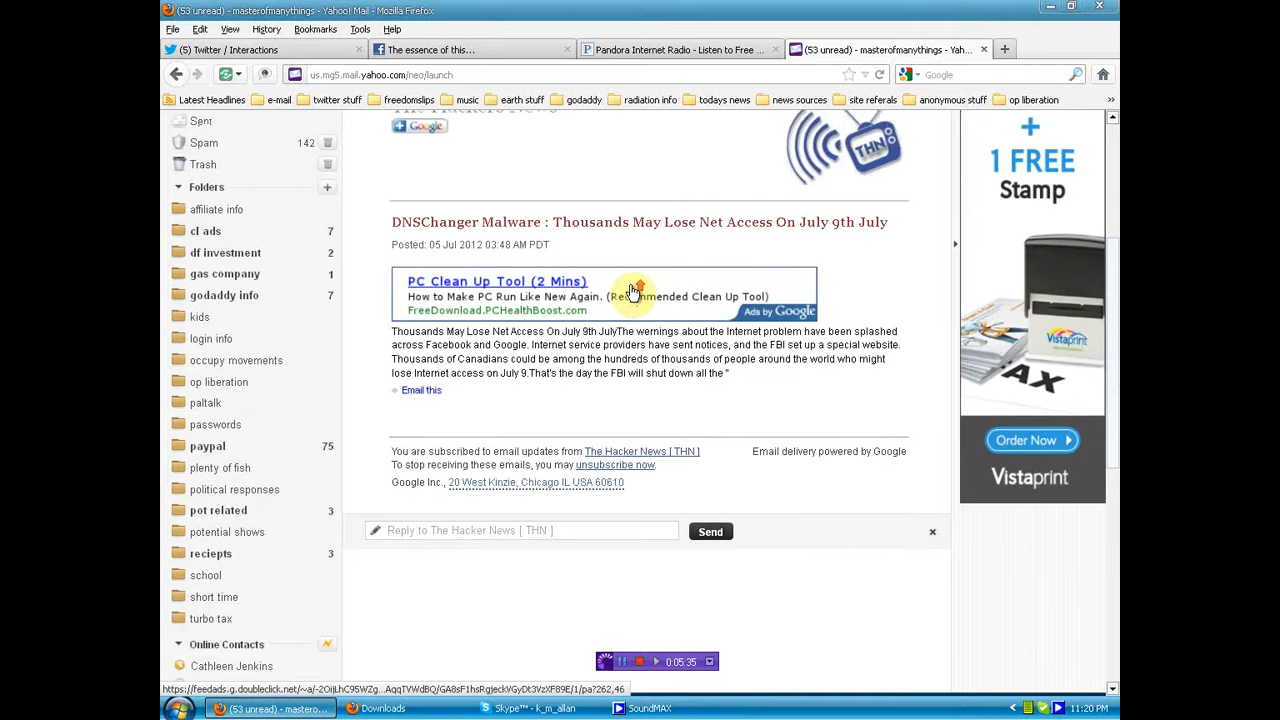 (53 unread) - masterofmanythings - Yahoo! Mail - Mozilla Firefox
File Edit View History Bookmarks Tools Help
(5) Twitter / Interactions
The essence of this...
Pandora Internet Radio - Listen to Free ...
(53 unread) - masterofmanythings - Yah...
us.mg5.mail.yahoo.com/neo/launch
Google
Latest Headlines e-mail twitter stuff freedomslips music earth stuff godaddy radiation info todays news news sources site referals anonymous stuff op liberation
Sent
Spam 142
Trash
Folders
affiliate info
cl ads 7
df investment 2
gas company 1
godaddy info 3
kids
login info
occupy movements
op liberation
paltalk
passwords
paypal 75
plenty of fish
political responses
pot related 3
potential shows
reciepts 3
school
short time
turbo tax
Online Contacts
Cathleen Jenkins
Google
THN
DNSChanger Malware : Thousands May Lose Net Access On July 9th July
Posted: 05 Jul 2012 03:48 AM PDT
PC Clean Up Tool (2 Mins)
How to Make PC Run Like New Again. (Recommended Clean Up Tool)
FreeDownload.PCHealthBoost.com
Ads by Google
Thousands May Lose Net Access On July 9th JulyThe wernings about the Internet problem have been splashed
across Facebook and Google. Internet service providers have sent notices, and the FBI set up a special website.
Thousands of Canadians could be among the hundreds of thousands of people around the world who might
lose Internet access on July 9.That's the day the FBI will shut down all the "
Email this
You are subscribed to email updates from The Hacker News [ THN ]
To stop receiving these emails, you may unsubscribe now.
Email delivery powered by Google
Google Inc., 20 West Kinzie, Chicago IL USA 60610
Reply to The Hacker News [ THN ]
Send
+
1 FREE
Stamp
Vistaprint
AX
Order Now
Vistaprint
0:05:35
(53 unread) - mastero...
Downloads
Skype™ - k_m_allan
SoundMAX
11:20 PM